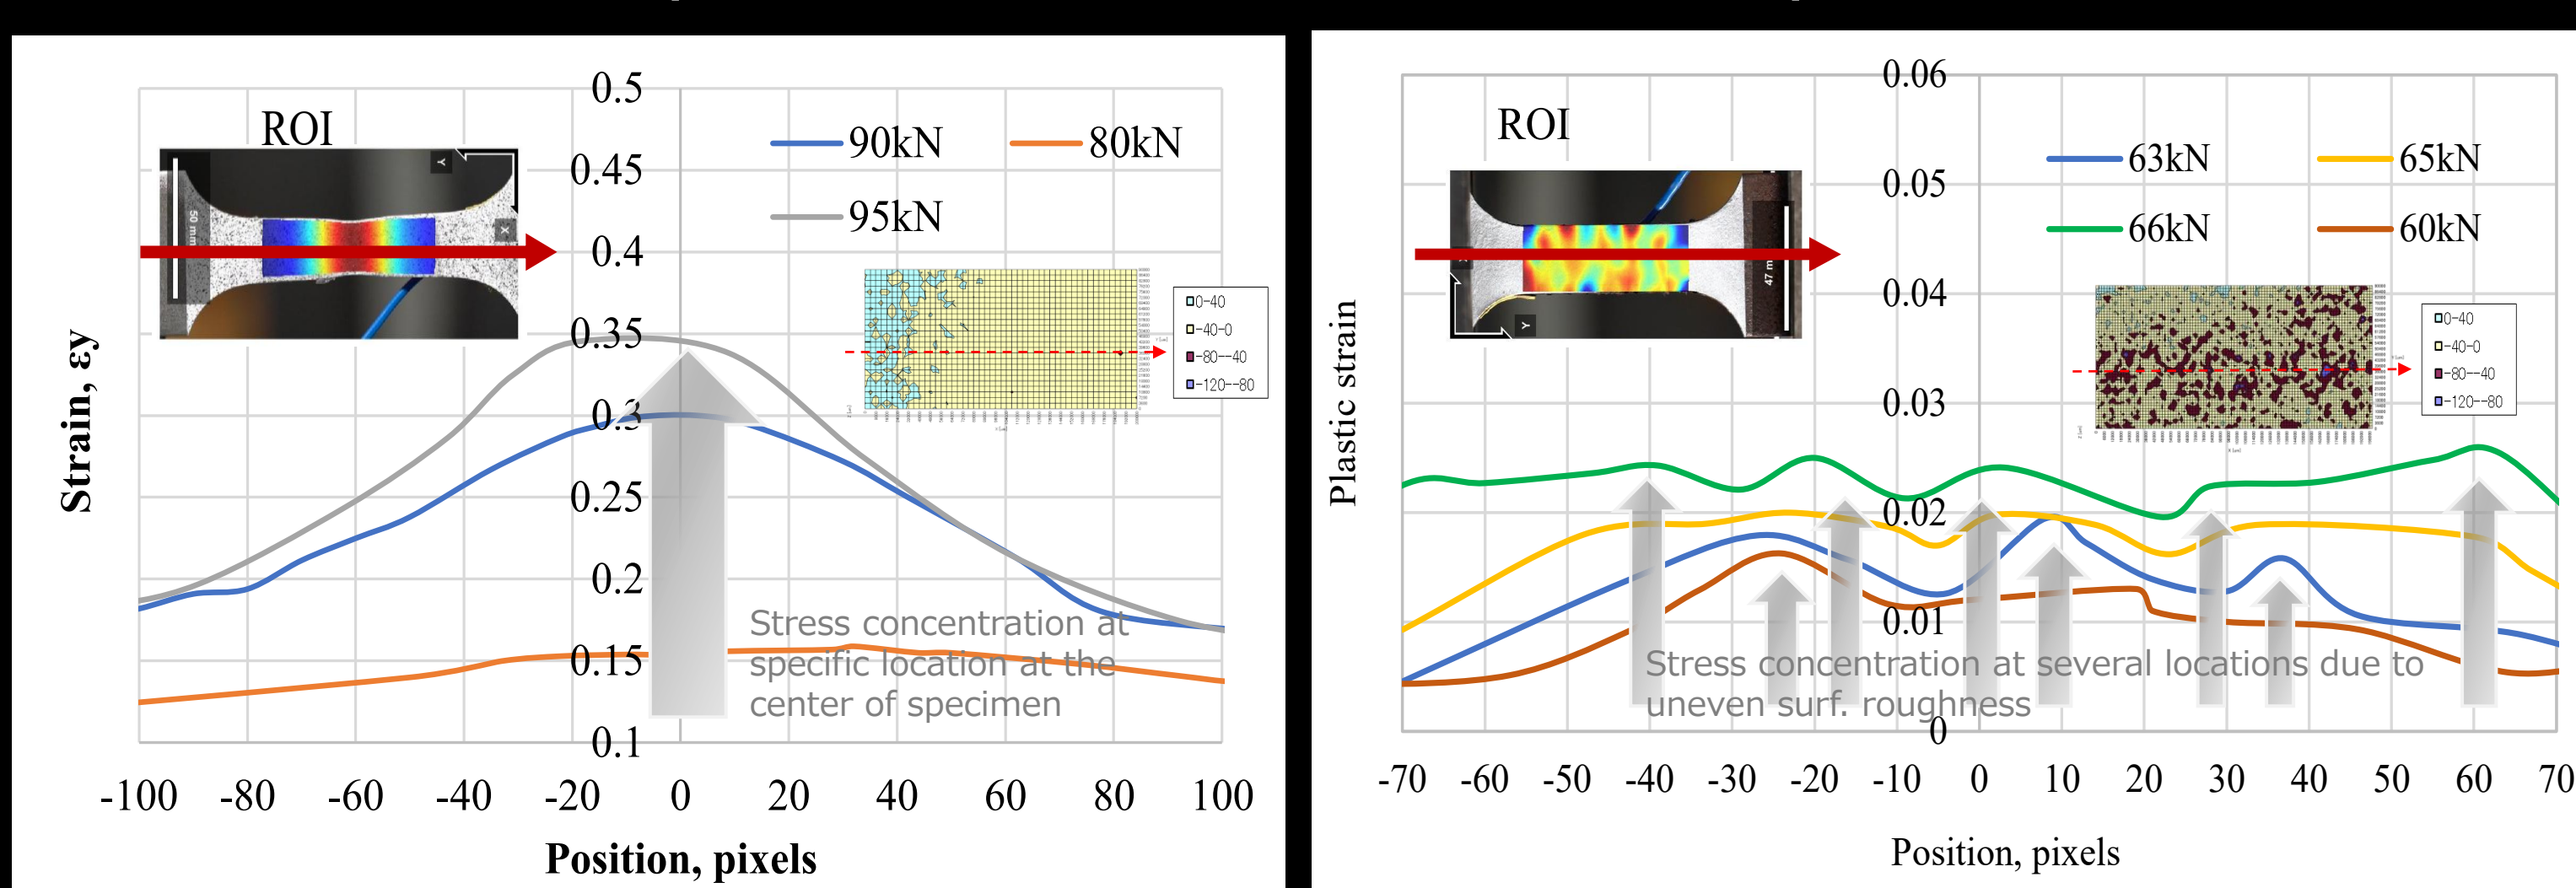 ROI
90kN
80kN
95kN
0.5
0.45
0.4
0.35
0.3
0.25
0.2
0.15
0.1
Strain, εy
50 mm
Y
X
0-40
-40-0
-80--40
-120--80
Stress concentration at
specific location at the
center of specimen
-100 -80 -60 -40 -20 0 20 40 60 80 100
Position, pixels
ROI
63kN
65kN
66kN
60kN
0.06
0.05
0.04
0.03
0.02
0.01
0
Plastic strain
47 m
Y
0-40
-40-0
-80--40
-120--80
Stress concentration at several locations due to
uneven surf. roughness
-70 -60 -50 -40 -30 -20 -10 0 10 20 30 40 50 60 70
Position, pixels